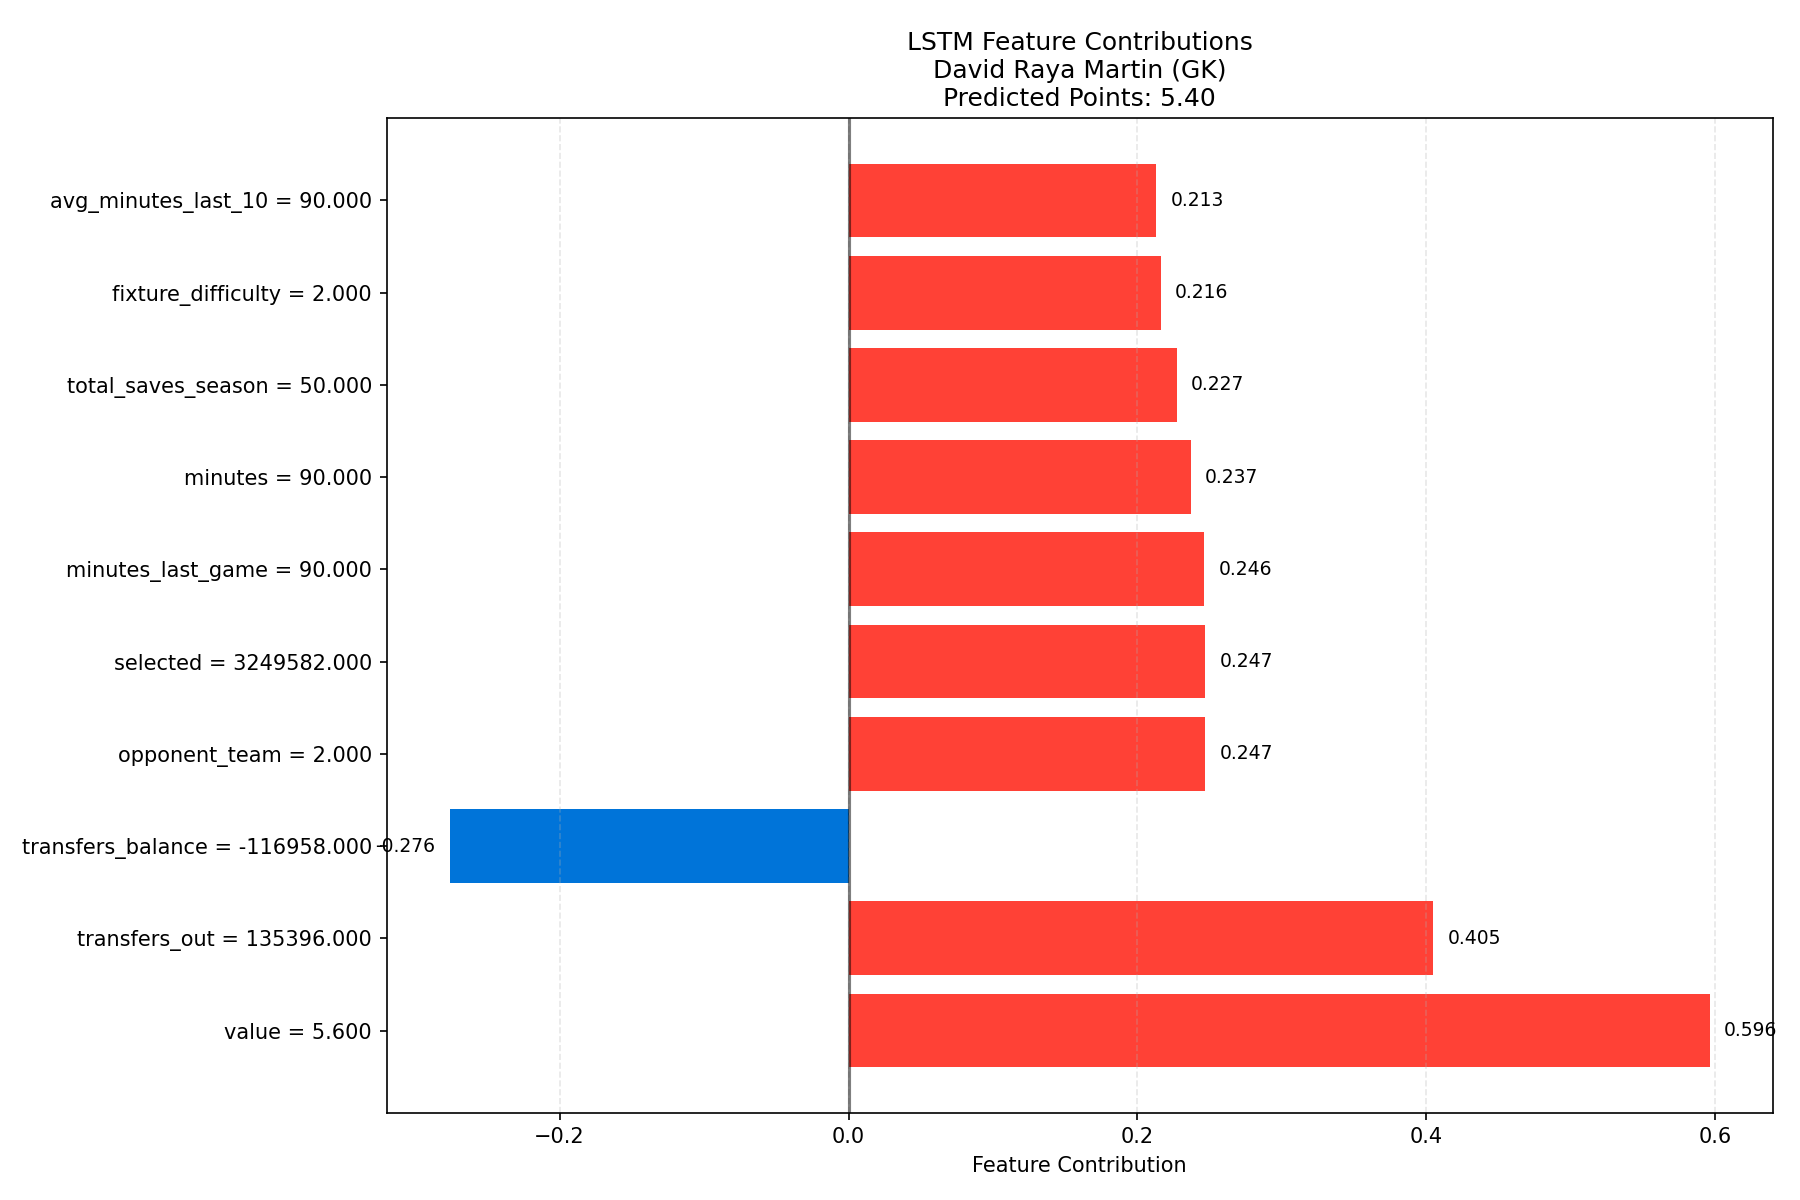 LSTM Feature Contributions
David Raya Martin (GK)
Predicted Points: 5.40
avg_minutes_last_10 = 90.000
0.213
fixture_difficulty = 2.000
0.216
total_saves_season = 50.000
0.227
minutes = 90.000
0.237
minutes_last_game = 90.000
0.246
selected = 3249582.000
0.247
opponent_team = 2.000
0.247
transfers_balance = -116958.000
-0.276
transfers_out = 135396.000
0.405
value = 5.600
0.596
−0.2 0.0 0.2 0.4 0.6
Feature Contribution